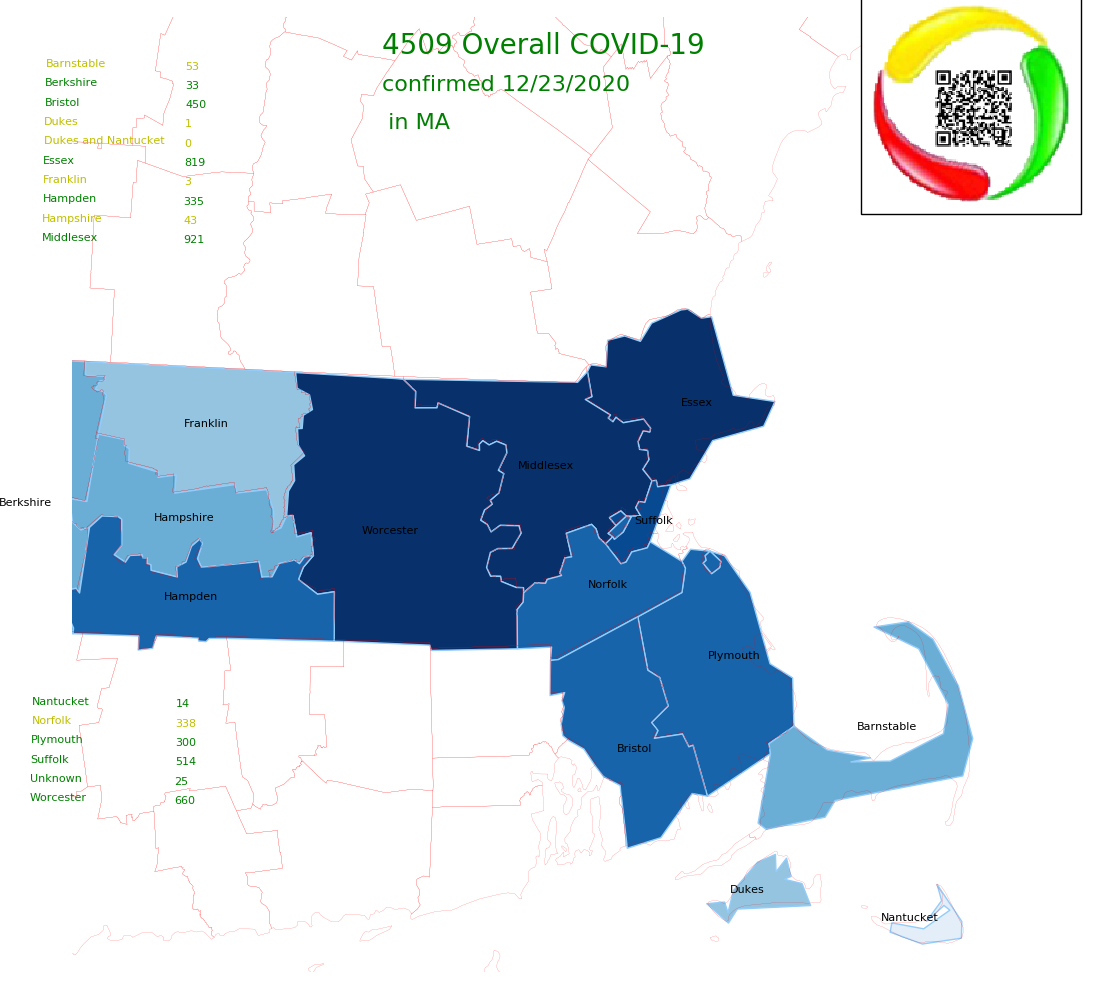 4509 Overall COVID-19
confirmed 12/23/2020
in MA
Barnstable 53
Berkshire 33
Bristol 450
Dukes 1
Dukes and Nantucket 0
Essex 819
Franklin 3
Hampden 335
Hampshire 43
Middlesex 921
Essex
Franklin
Middlesex
Berkshire
Hampshire
Suffolk
Worcester
Norfolk
Hampden
Plymouth
Nantucket 14
Norfolk 338
Plymouth 300
Suffolk 514
Unknown 25
Worcester 660
Barnstable
Bristol
Dukes
Nantucket